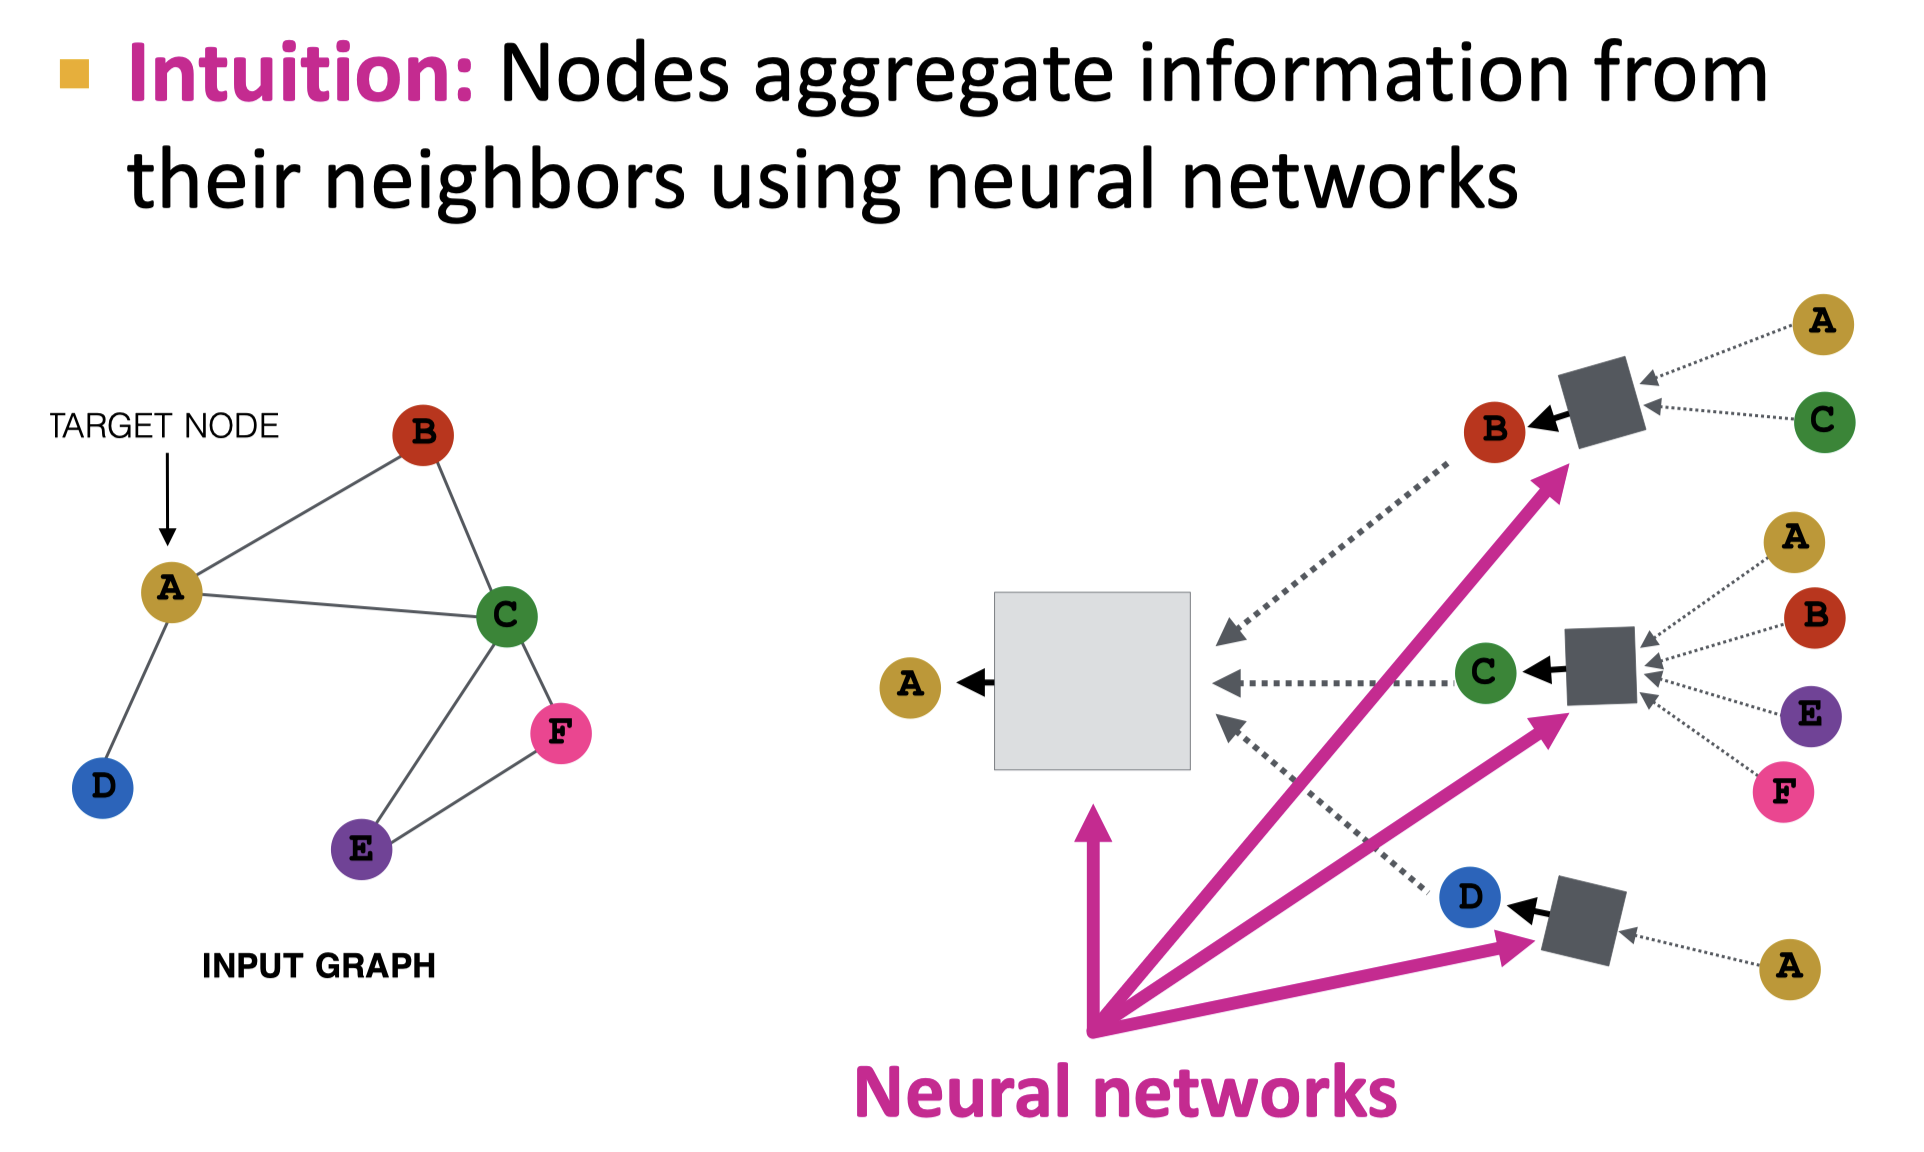 Intuition: Nodes aggregate information from
their neighbors using neural networks
TARGET NODE
B
A
C
F
D
E
INPUT GRAPH
A
B
A
C
C
A
B
E
F
D
A
Neural networks